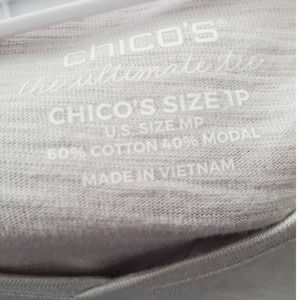 chico's®
the ultimate tee
CHICO'S SIZE 1P
U.S. SIZE MP
60% COTTON 40% MODAL
MADE IN VIETNAM